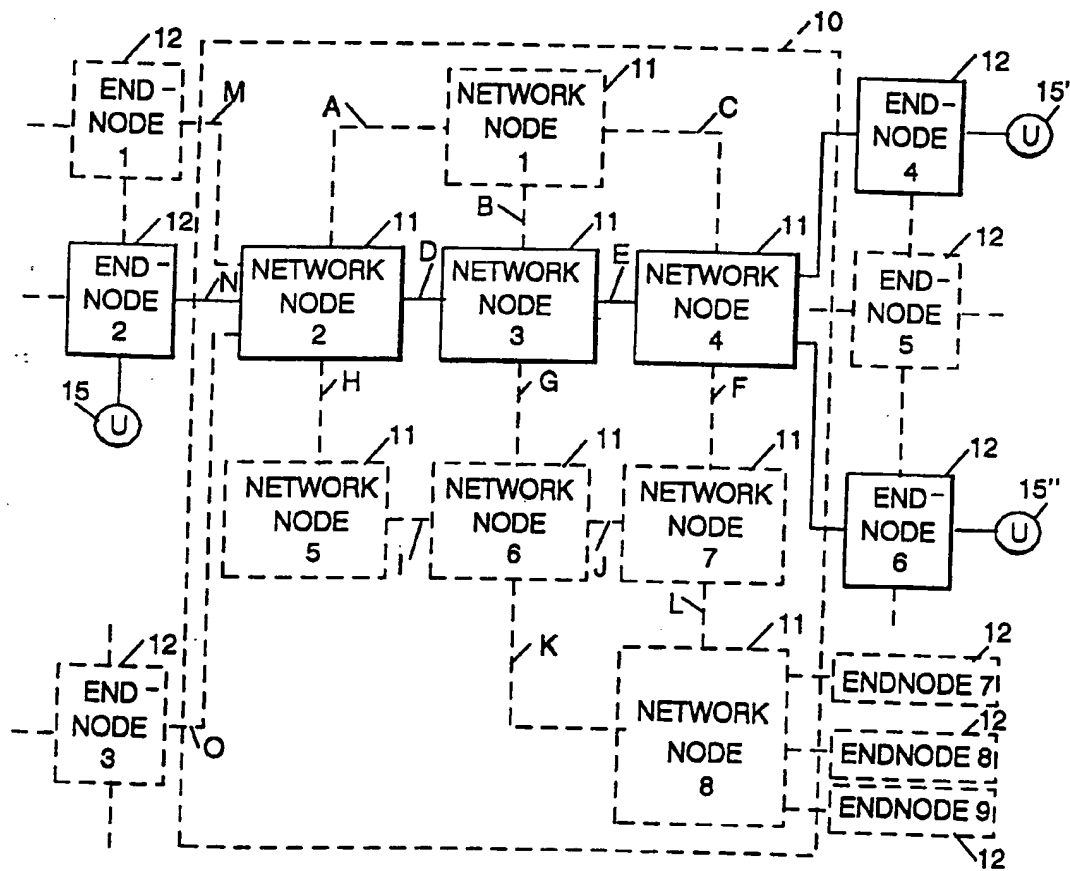 12
10
12
END-
NODE
1
M
A
11
NETWORK
NODE
1
C
END-
NODE
4
15'
U
B
12
END-
NODE
2
N
11
NETWORK
NODE
2
D
11
NETWORK
NODE
3
E
11
NETWORK
NODE
4
12
END-
NODE
5
15
U
H
G
F
11
NETWORK
NODE
5
I
11
NETWORK
NODE
6
J
11
NETWORK
NODE
7
12
END-
NODE
6
15"
U
K
L
12
END-
NODE
3
O
11
NETWORK
NODE
8
12
ENDNODE 7
12
ENDNODE 8
ENDNODE 9
12